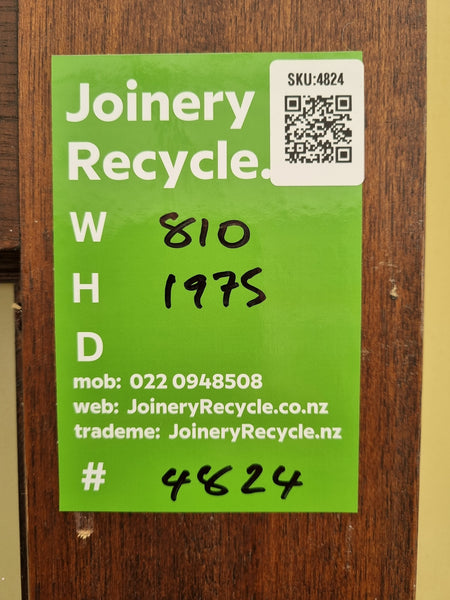 Joinery
Recycle.
SKU:4824
W 810
H 1975
D
mob: 022 0948508
web: JoineryRecycle.co.nz
trademe: JoineryRecycle.nz
# 4824